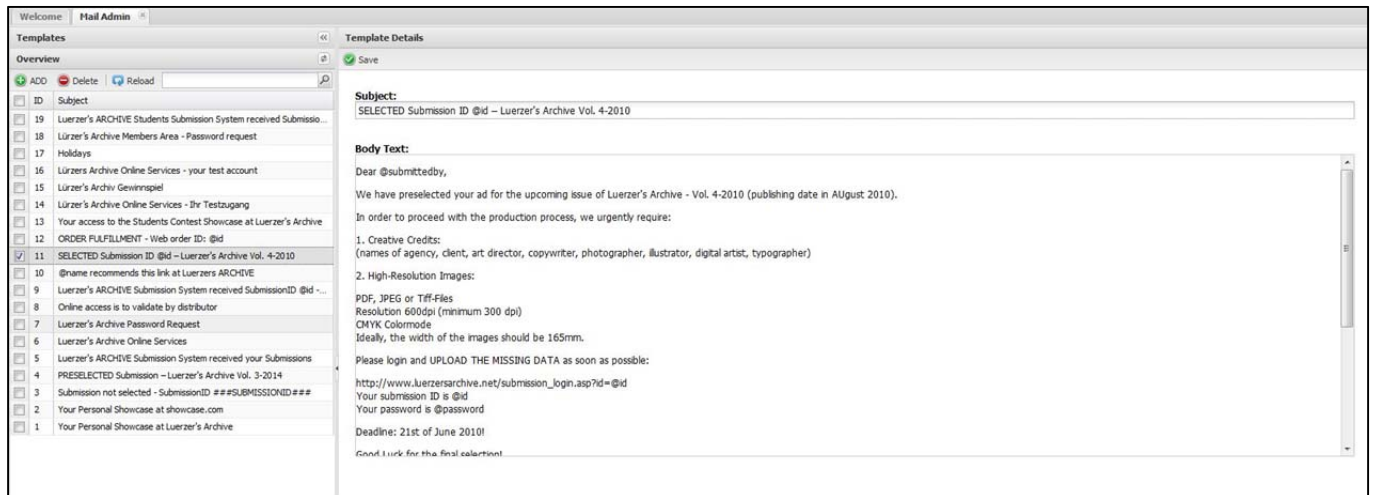 Welcome
Mail Admin
Templates
Overview
ADD Delete Reload
ID Subject
19 Luerzer's ARCHIVE Students Submission System received Submissio...
18 Lürzer's Archive Members Area - Password request
17 Holidays
16 Lürzers Archive Online Services - your test account
15 Lürzer's Archiv Gewinnspiel
14 Lürzer's Archive Online Services - Ihr Testzugang
13 Your access to the Students Contest Showcase at Luerzer's Archive
12 ORDER FULFILLMENT - Web order ID: @id
11 SELECTED Submission ID @id – Luerzer's Archive Vol. 4-2010
10 @name recommends this link at Luerzers ARCHIVE
9 Luerzer's ARCHIVE Submission System received SubmissionID @id -...
8 Online access is to validate by distributor
7 Luerzer's Archive Password Request
6 Luerzer's Archive Online Services
5 Luerzer's ARCHIVE Submission System received your Submissions
4 PRESELECTED Submission – Luerzer's Archive Vol. 3-2014
3 Submission not selected - SubmissionID ###SUBMISSIONID###
2 Your Personal Showcase at showcase.com
1 Your Personal Showcase at Luerzer's Archive
Template Details
Save
Subject:
SELECTED Submission ID @id – Luerzer's Archive Vol. 4-2010
Body Text:
Dear @submittedby,
We have preselected your ad for the upcoming issue of Luerzer's Archive - Vol. 4-2010 (publishing date in AUgust 2010).
In order to proceed with the production process, we urgently require:
1. Creative Credits:
(names of agency, client, art director, copywriter, photographer, illustrator, digital artist, typographer)
2. High-Resolution Images:
PDF, JPEG or Tiff-Files
Resolution 600dpi (minimum 300 dpi)
CMYK Colormode
Ideally, the width of the images should be 165mm.
Please login and UPLOAD THE MISSING DATA as soon as possible:
http://www.luerzersarchive.net/submission_login.asp?id=@id
Your submission ID is @id
Your password is @password
Deadline: 21st of June 2010!
Good Luck for the final selection!